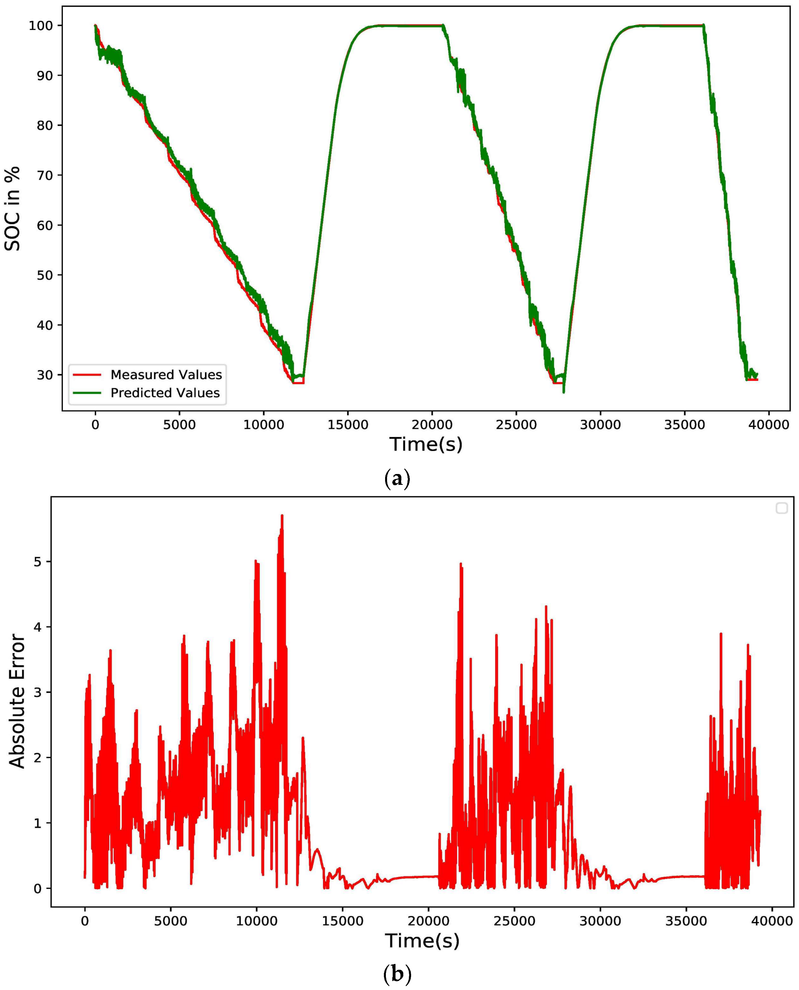 100
90
80
70
60
50
40
30
SOC in %
Measured Values
Predicted Values
0 5000 10000 15000 20000 25000 30000 35000 40000
Time(s)
(a)
5
4
3
2
1
0
Absolute Error
0 5000 10000 15000 20000 25000 30000 35000 40000
Time(s)
(b)